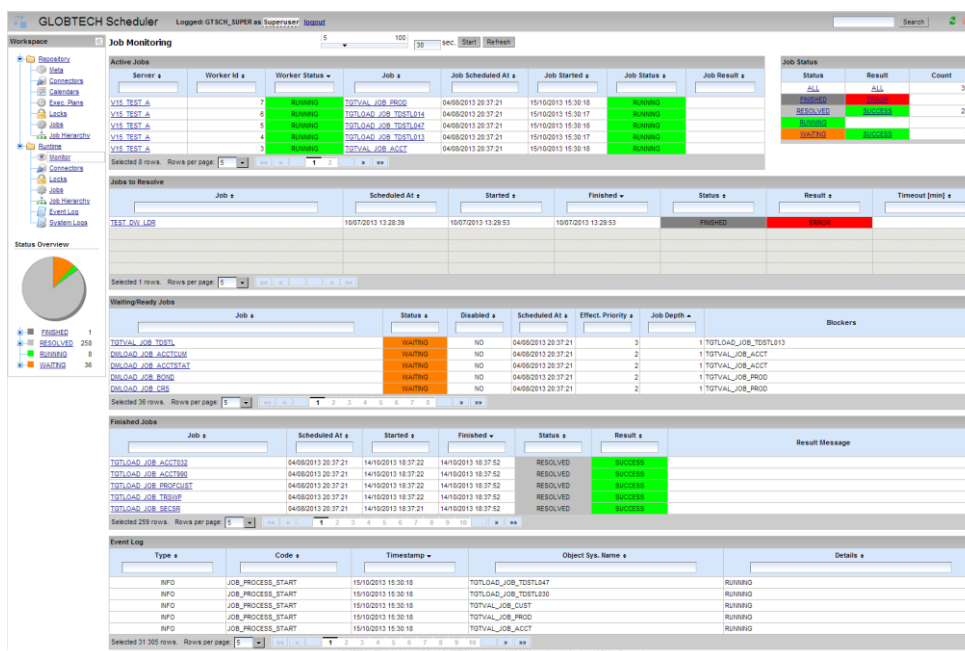 GLOBTECH Scheduler Logged: GTSCH_SUPER as Superuser logout Search
Workspace
Repository
Meta
Connectors
Calendars
Exec. Plans
Locks
Jobs
Job Hierarchy
Runtime
Monitor
Connectors
Locks
Jobs
Job Hierarchy
Event Log
System Logs
Status Overview
FINISHED 1
RESOLVED 258
RUNNING 8
WAITING 36
Job Monitoring 5 100 30 sec. Start Refresh
Active Jobs
Server Worker Id Worker Status Job Job Scheduled At Job Started Job Status Job Result
V15_TEST_A 7 RUNNING TGTVAL_JOB_PROD 04/08/2013 20:37:21 15/10/2013 15:30:18 RUNNING
V15_TEST_A 6 RUNNING TGTLOAD_JOB_TDSTL014 04/08/2013 20:37:21 15/10/2013 15:30:17 RUNNING
V15_TEST_A 5 RUNNING TGTLOAD_JOB_TDSTL047 04/08/2013 20:37:21 15/10/2013 15:30:18 RUNNING
V15_TEST_A 4 RUNNING TGTLOAD_JOB_TDSTL013 04/08/2013 20:37:21 15/10/2013 15:30:17 RUNNING
V15_TEST_A 3 RUNNING TGTVAL_JOB_ACCT 04/08/2013 20:37:21 15/10/2013 15:30:18 RUNNING
Selected 8 rows. Rows per page: 5 1 2
Job Status
Status Result Count
ALL ALL 3
FINISHED ERROR
RESOLVED SUCCESS 2
RUNNING
WAITING SUCCESS
Jobs to Resolve
Job Scheduled At Started Finished Status Result Timeout [min]
TEST_DW_LDR 10/07/2013 13:28:39 10/07/2013 13:29:53 10/07/2013 13:29:53 FINISHED ERROR
Selected 1 rows. Rows per page: 5
Waiting/Ready Jobs
Job Status Disabled Scheduled At Effect. Priority Job Depth Blockers
TGTVAL_JOB_TDSTL WAITING NO 04/08/2013 20:37:21 3 1 TGTLOAD_JOB_TDSTL013
DMLOAD_JOB_ACCTCUM WAITING NO 04/08/2013 20:37:21 2 1 TGTVAL_JOB_ACCT
DMLOAD_JOB_ACCTSTAT WAITING NO 04/08/2013 20:37:21 2 1 TGTVAL_JOB_ACCT
DMLOAD_JOB_BOND WAITING NO 04/08/2013 20:37:21 2 1 TGTVAL_JOB_PROD
DMLOAD_JOB_CRS WAITING NO 04/08/2013 20:37:21 2 1 TGTVAL_JOB_PROD
Selected 36 rows. Rows per page: 5 1 2 3 4 5 6 7 8
Finished Jobs
Job Scheduled At Started Finished Status Result Result Message
TGTLOAD_JOB_ACCT032 04/08/2013 20:37:21 14/10/2013 18:37:22 14/10/2013 18:37:52 RESOLVED SUCCESS
TGTLOAD_JOB_ACCT990 04/08/2013 20:37:21 14/10/2013 18:37:22 14/10/2013 18:37:52 RESOLVED SUCCESS
TGTLOAD_JOB_PROFCUST 04/08/2013 20:37:21 14/10/2013 18:37:22 14/10/2013 18:37:52 RESOLVED SUCCESS
TGTLOAD_JOB_TRSWP 04/08/2013 20:37:21 14/10/2013 18:37:22 14/10/2013 18:37:52 RESOLVED SUCCESS
TGTLOAD_JOB_SECSR 04/08/2013 20:37:21 14/10/2013 18:37:22 14/10/2013 18:37:52 RESOLVED SUCCESS
Selected 259 rows. Rows per page: 5 1 2 3 4 5 6 7 8 9 10
Event Log
Type Code Timestamp Object Sys. Name Details
INFO JOB_PROCESS_START 15/10/2013 15:30:18 TGTLOAD_JOB_TDSTL047 RUNNING
INFO JOB_PROCESS_START 15/10/2013 15:30:18 TGTLOAD_JOB_TDSTL030 RUNNING
INFO JOB_PROCESS_START 15/10/2013 15:30:18 TGTVAL_JOB_CUST RUNNING
INFO JOB_PROCESS_START 15/10/2013 15:30:18 TGTVAL_JOB_PROD RUNNING
INFO JOB_PROCESS_START 15/10/2013 15:30:18 TGTVAL_JOB_ACCT RUNNING
Selected 31 305 rows. Rows per page: 5 1 2 3 4 5 6 7 8 9 10